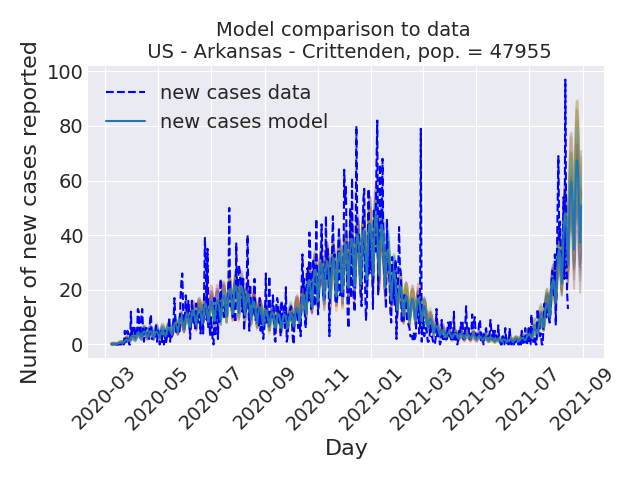 Model comparison to data
US - Arkansas - Crittenden, pop. = 47955
Number of new cases reported
100
80
60
40
20
0
new cases data
new cases model
2020-03
2020-05
2020-07
2020-09
2020-11
2021-01
2021-03
2021-05
2021-07
2021-09
Day